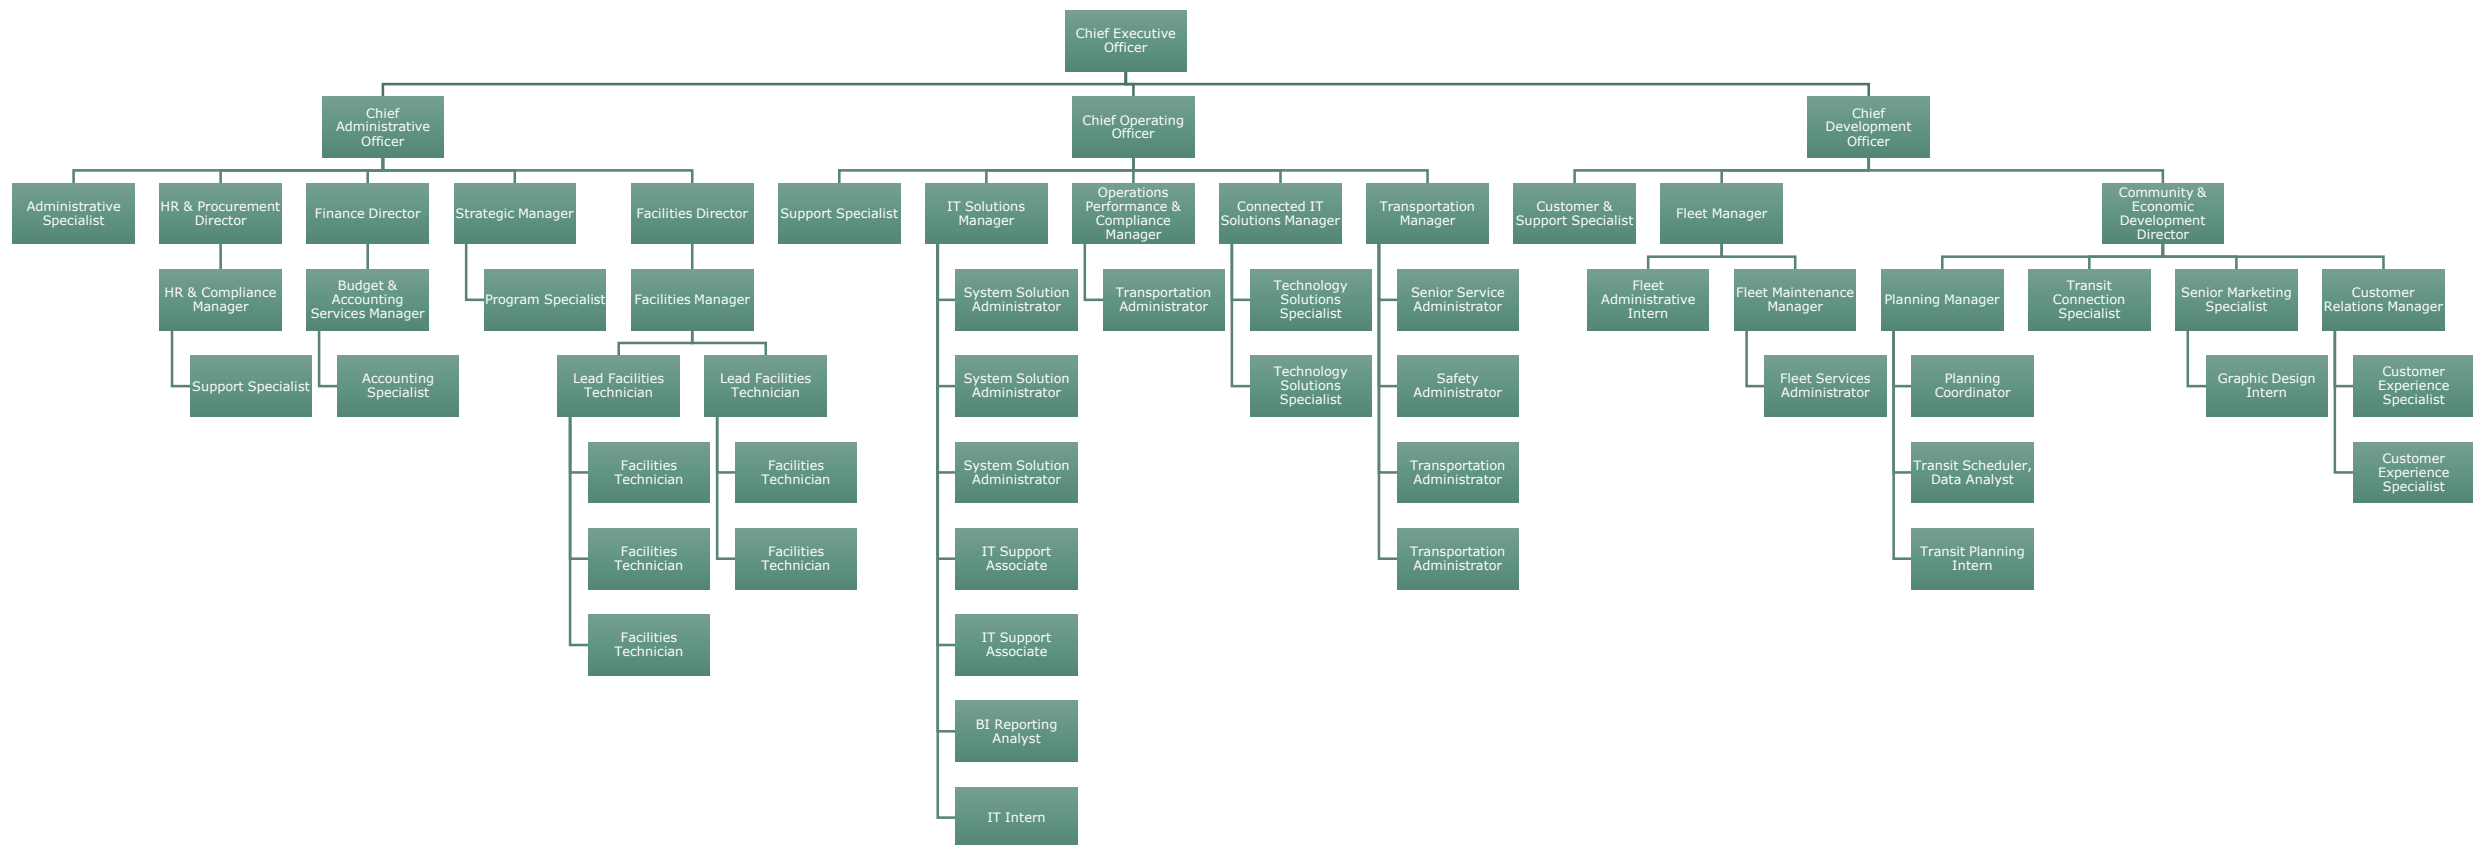 Chief Executive
Officer
Chief
Administrative
Officer
Chief Operating
Officer
Chief
Development
Officer
Administrative
Specialist
HR & Procurement
Director
Finance Director
Strategic Manager
Facilities Director
Support Specialist
IT Solutions
Manager
Operations
Performance &
Compliance
Manager
Connected IT
Solutions Manager
Transportation
Manager
Customer &
Support Specialist
Fleet Manager
Community &
Economic
Development
Director
HR & Compliance
Manager
Budget &
Accounting
Services Manager
Program Specialist
Facilities Manager
System Solution
Administrator
Transportation
Administrator
Technology
Solutions
Specialist
Senior Service
Administrator
Fleet
Administrative
Intern
Fleet Maintenance
Manager
Planning Manager
Transit
Connection
Specialist
Senior Marketing
Specialist
Customer
Relations Manager
Support Specialist
Accounting
Specialist
Lead Facilities
Technician
Lead Facilities
Technician
System Solution
Administrator
Technology
Solutions
Specialist
Safety
Administrator
Fleet Services
Administrator
Planning
Coordinator
Graphic Design
Intern
Customer
Experience
Specialist
Facilities
Technician
Facilities
Technician
System Solution
Administrator
Transportation
Administrator
Transit Scheduler,
Data Analyst
Customer
Experience
Specialist
Facilities
Technician
Facilities
Technician
IT Support
Associate
Transportation
Administrator
Transit Planning
Intern
Facilities
Technician
IT Support
Associate
BI Reporting
Analyst
IT Intern